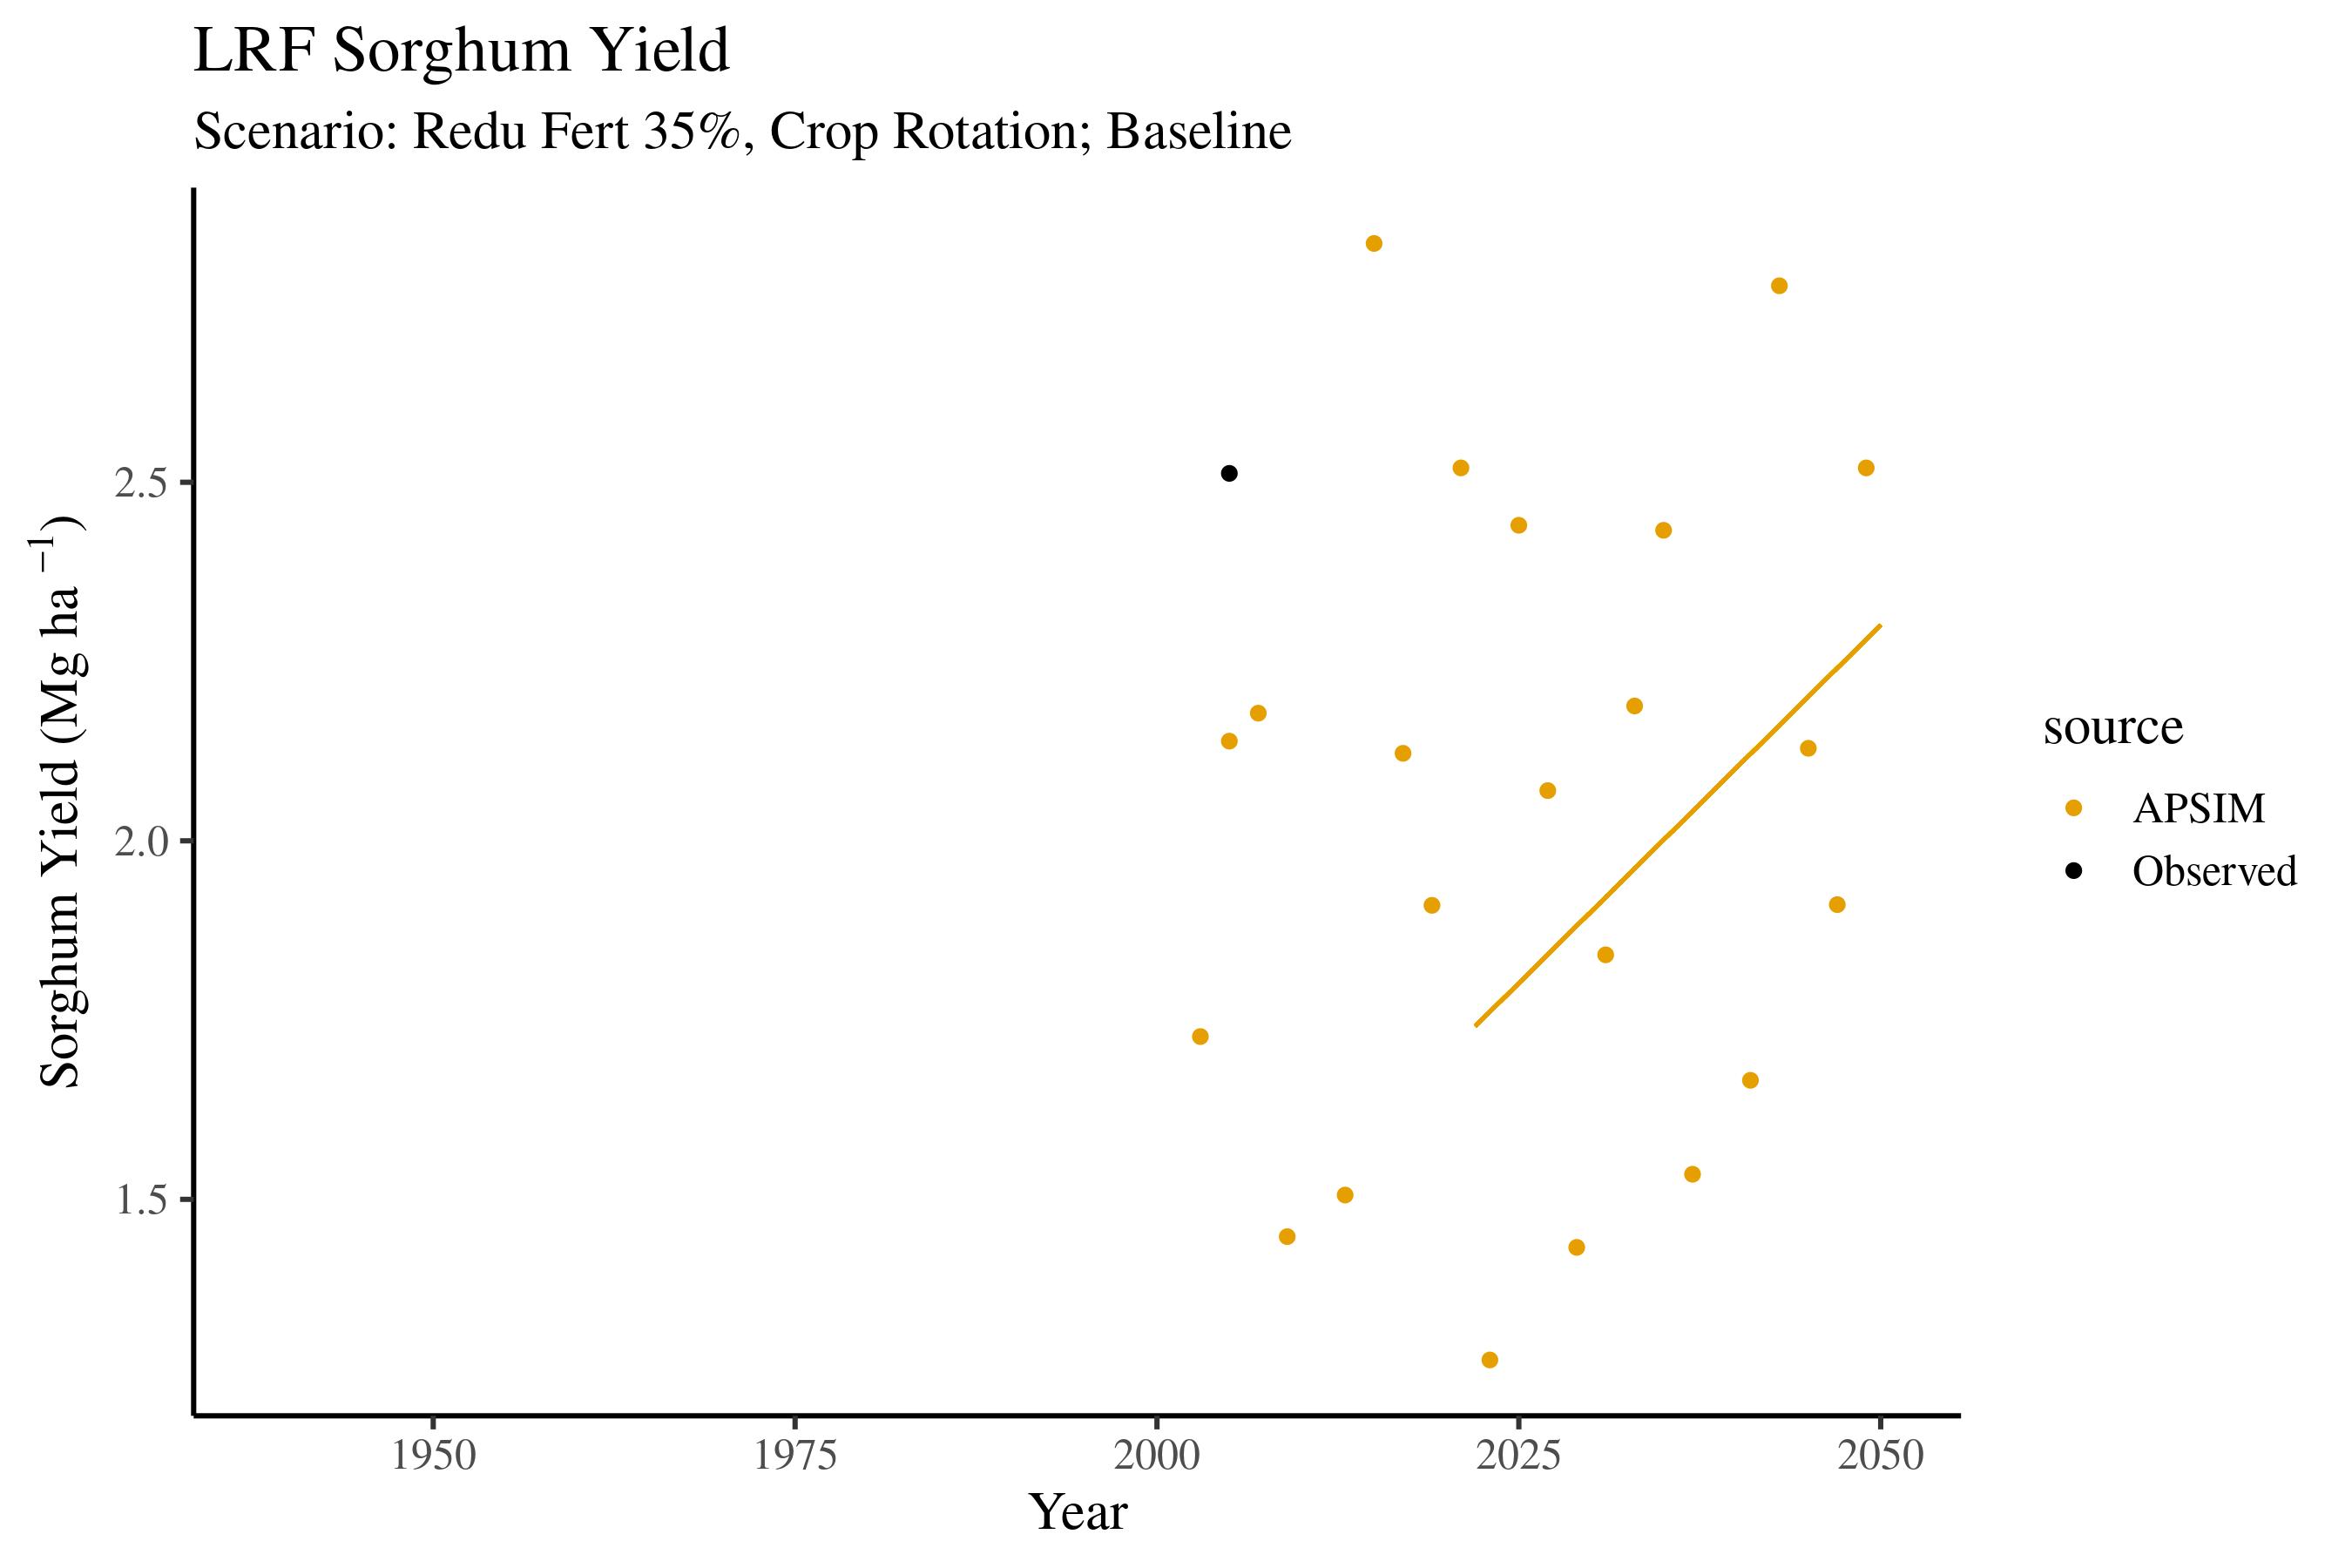 LRF Sorghum Yield
Scenario: Redu Fert 35%, Crop Rotation; Baseline
Sorghum Yield (Mg ha −1)
2.5
2.0
1.5
1950 1975 2000 2025 2050
Year
source
APSIM
Observed